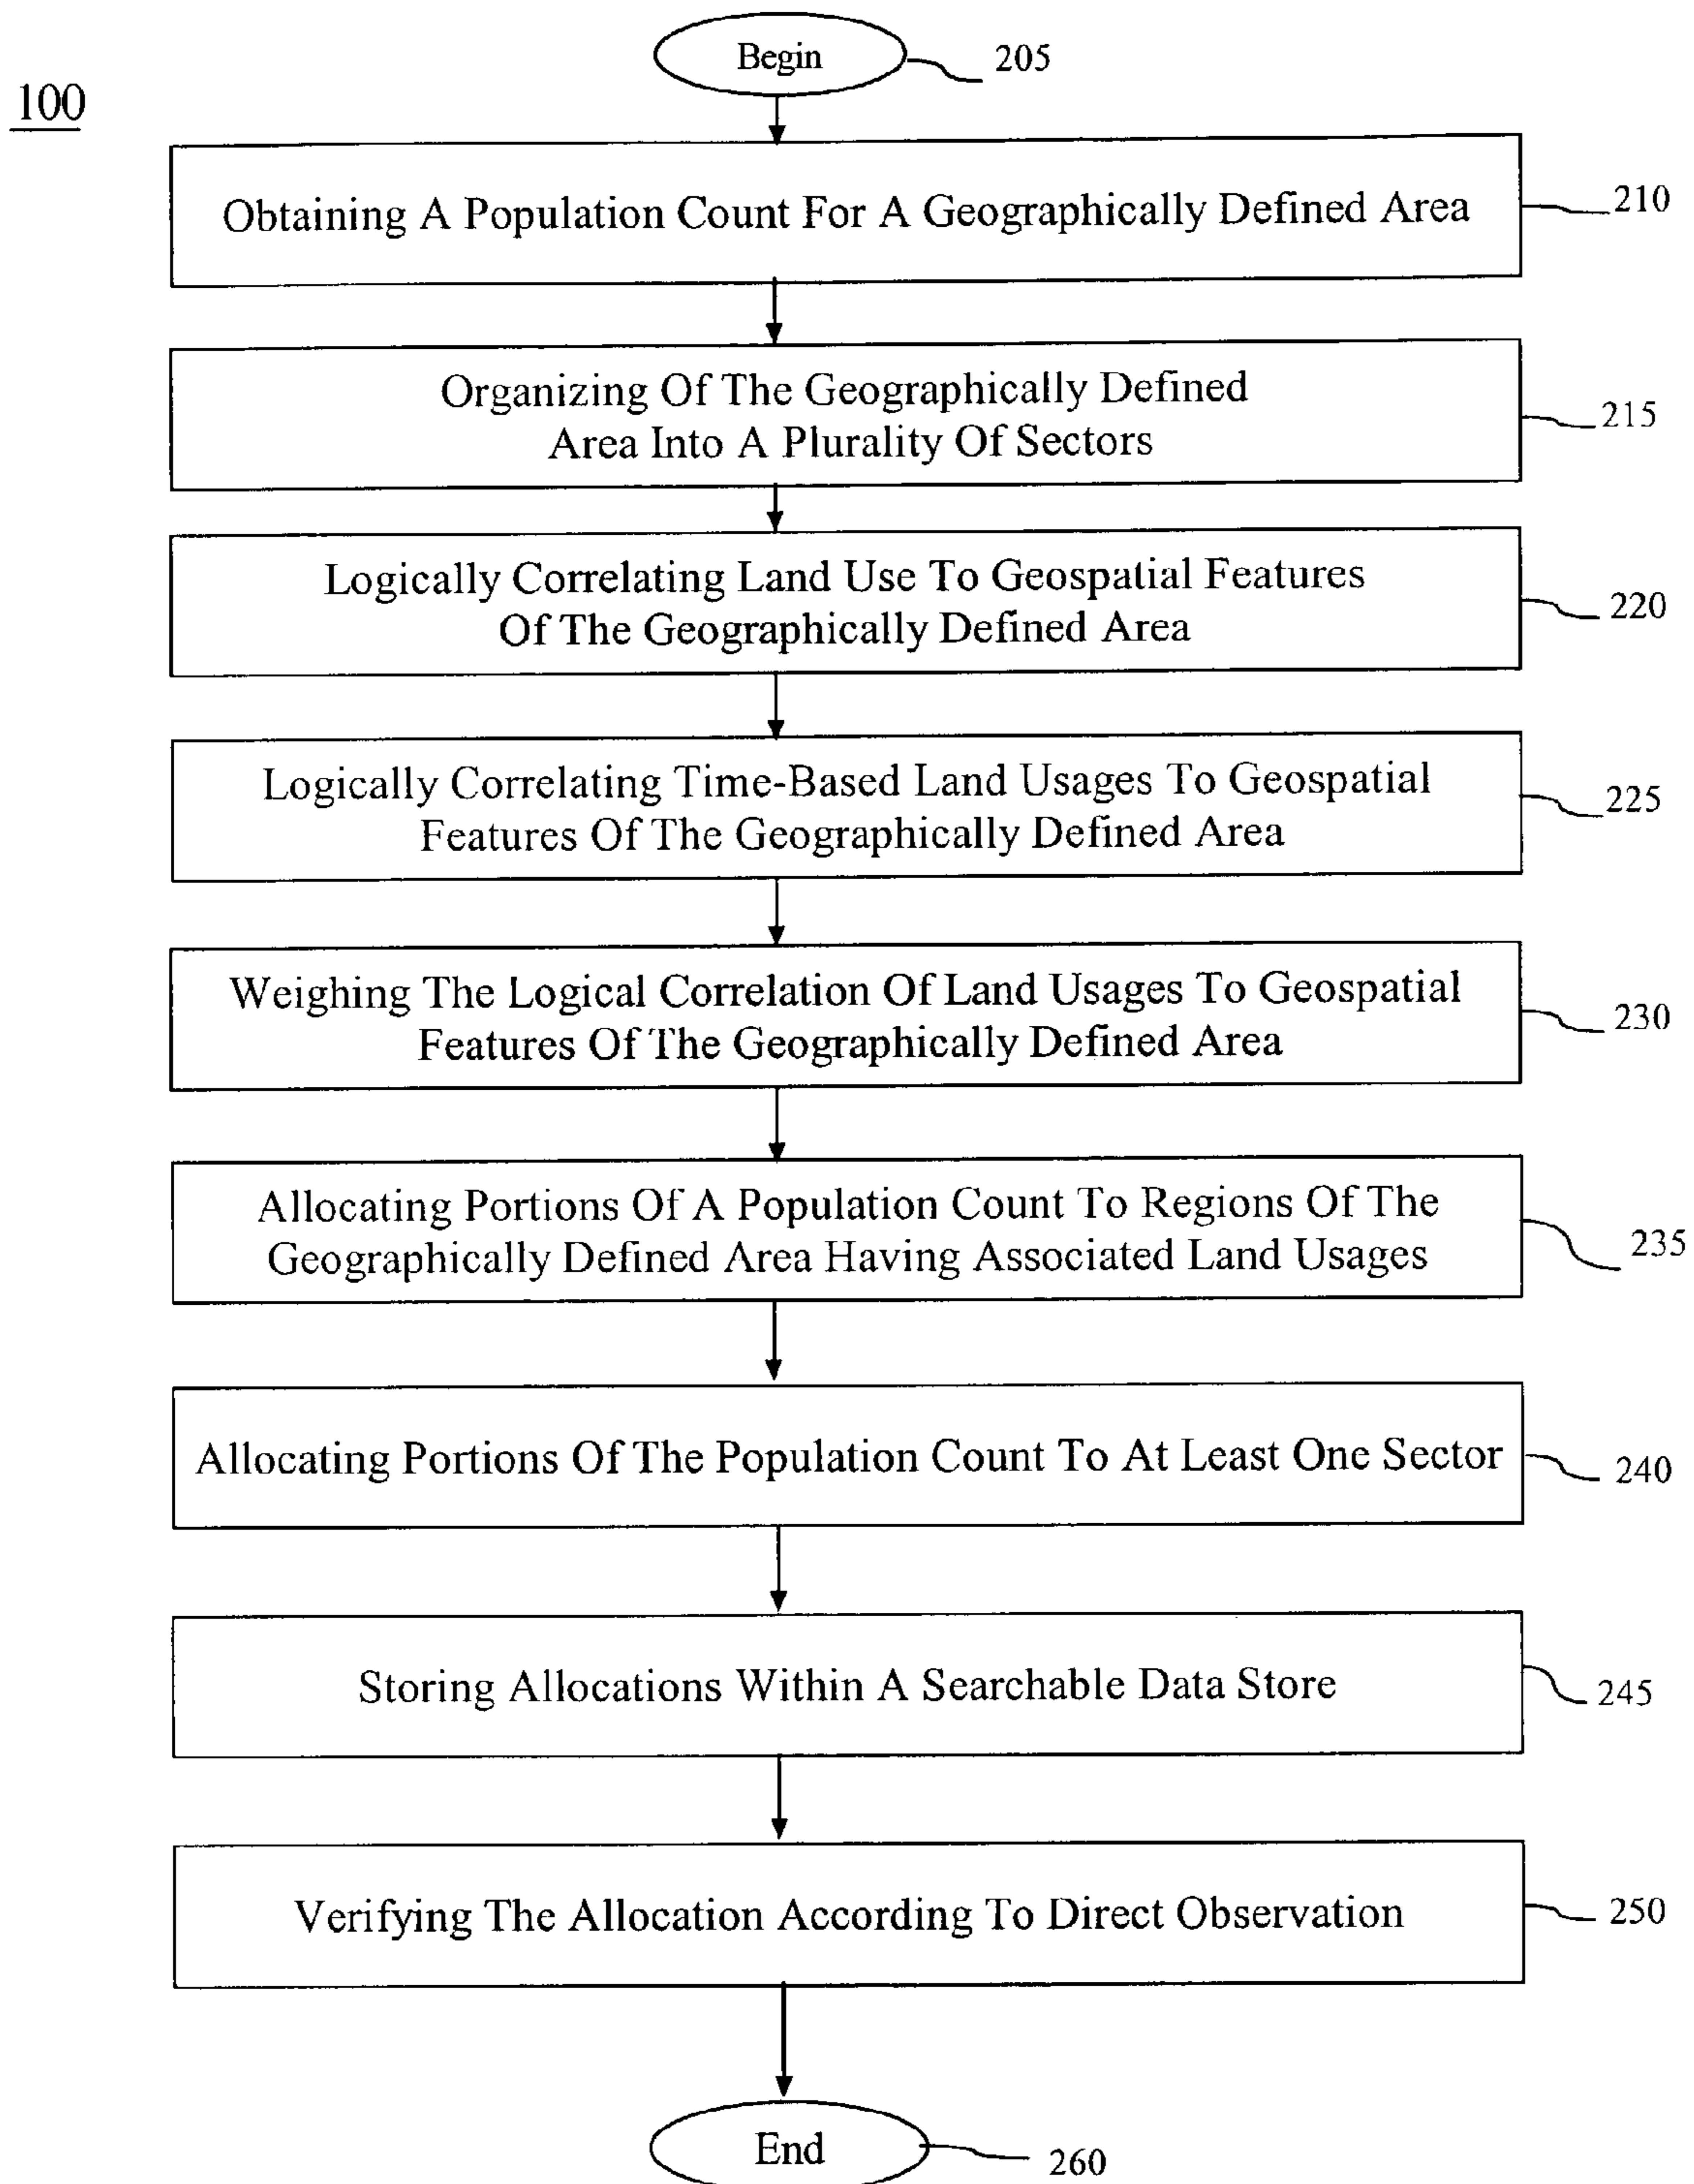 Begin
205
100
Obtaining A Population Count For A Geographically Defined Area
210
Organizing Of The Geographically Defined
Area Into A Plurality Of Sectors
215
Logically Correlating Land Use To Geospatial Features
Of The Geographically Defined Area
220
Logically Correlating Time-Based Land Usages To Geospatial
Features Of The Geographically Defined Area
225
Weighing The Logical Correlation Of Land Usages To Geospatial
Features Of The Geographically Defined Area
230
Allocating Portions Of A Population Count To Regions Of The
Geographically Defined Area Having Associated Land Usages
235
Allocating Portions Of The Population Count To At Least One Sector
240
Storing Allocations Within A Searchable Data Store
245
Verifying The Allocation According To Direct Observation
250
End
260